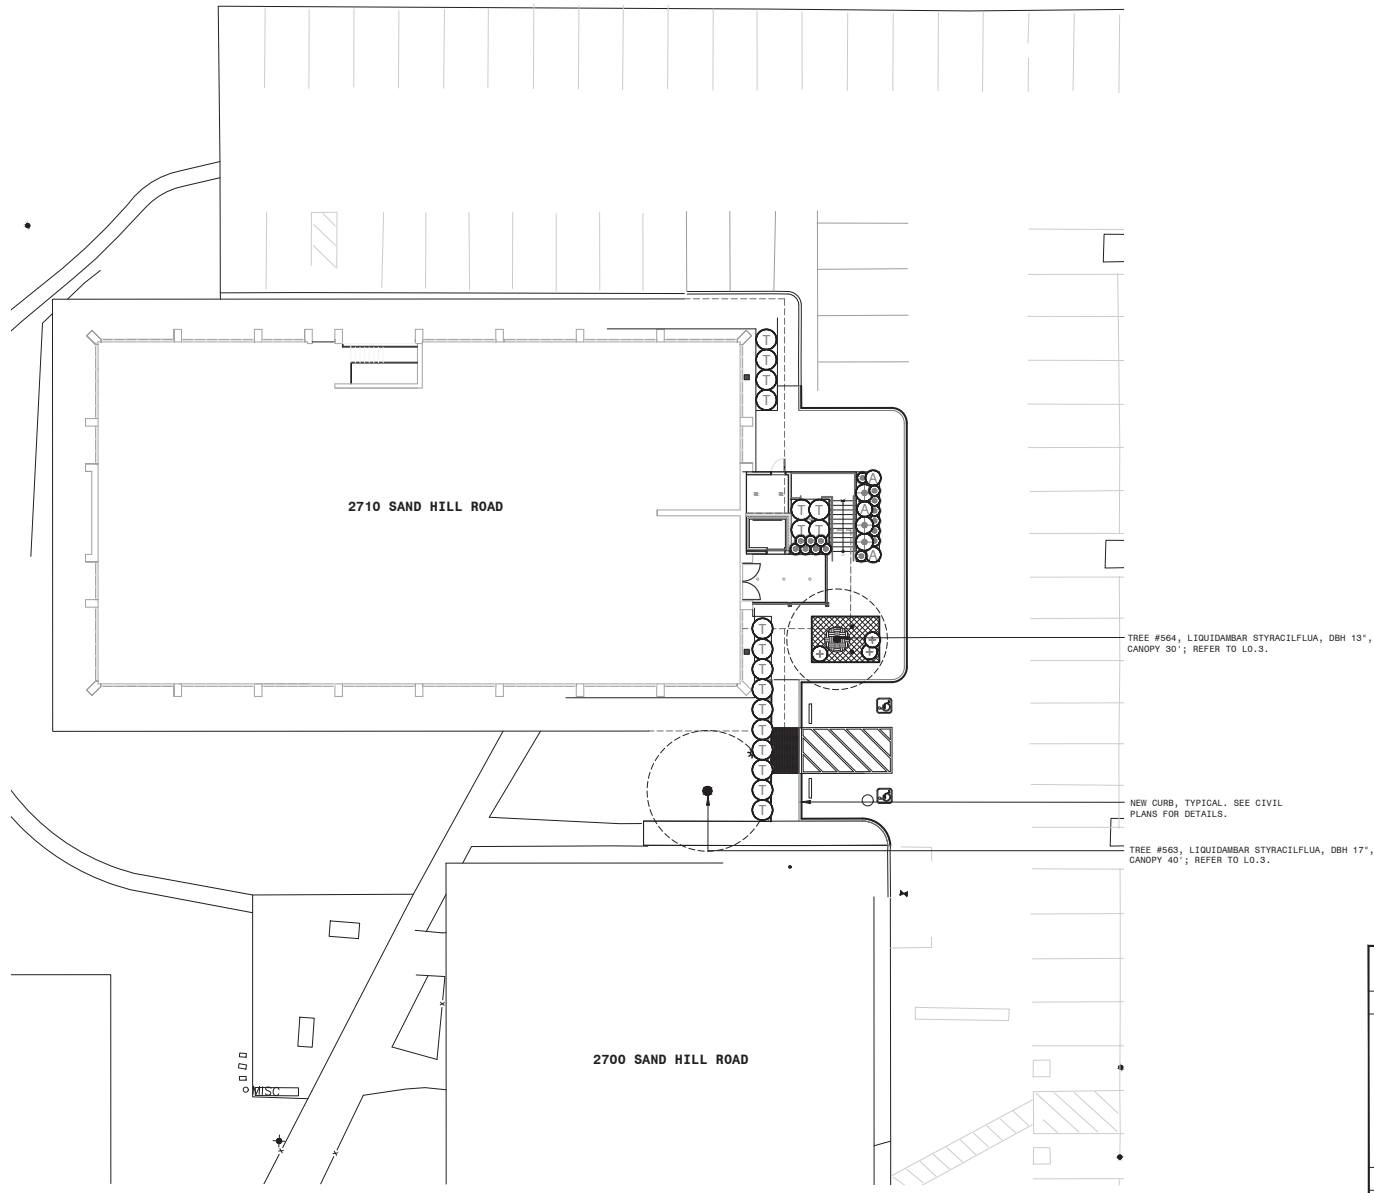 T
T
T
T
A
2710 SAND HILL ROAD
T T
A
T T
A
T
TREE #564, LIQUIDAMBAR STYRACILFLUA, DBH 13",
CANOPY 30'; REFER TO L0.3.
T
T
T
T
T
T
T
T
T
NEW CURB, TYPICAL. SEE CIVIL
PLANS FOR DETAILS.
TREE #563, LIQUIDAMBAR STYRACILFLUA, DBH 17",
CANOPY 40'; REFER TO L0.3.
2700 SAND HILL ROAD
MISC